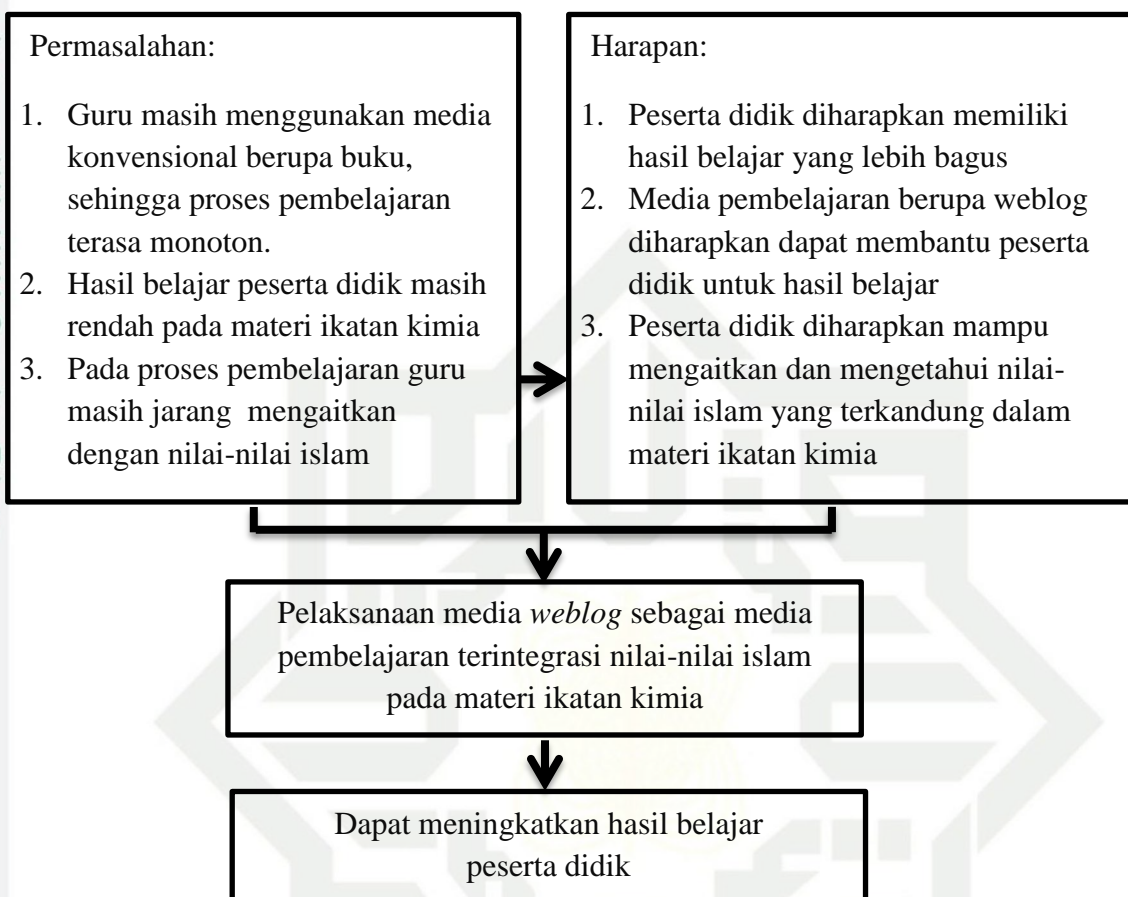 Permasalahan:
1. Guru masih menggunakan media
konvensional berupa buku,
sehingga proses pembelajaran
terasa monoton.
2. Hasil belajar peserta didik masih
rendah pada materi ikatan kimia
3. Pada proses pembelajaran guru
masih jarang mengaitkan
dengan nilai-nilai islam
Harapan:
1. Peserta didik diharapkan memiliki
hasil belajar yang lebih bagus
2. Media pembelajaran berupa weblog
diharapkan dapat membantu peserta
didik untuk hasil belajar
3. Peserta didik diharapkan mampu
mengaitkan dan mengetahui nilai-
nilai islam yang terkandung dalam
materi ikatan kimia
Pelaksanaan media weblog sebagai media
pembelajaran terintegrasi nilai-nilai islam
pada materi ikatan kimia
Dapat meningkatkan hasil belajar
peserta didik